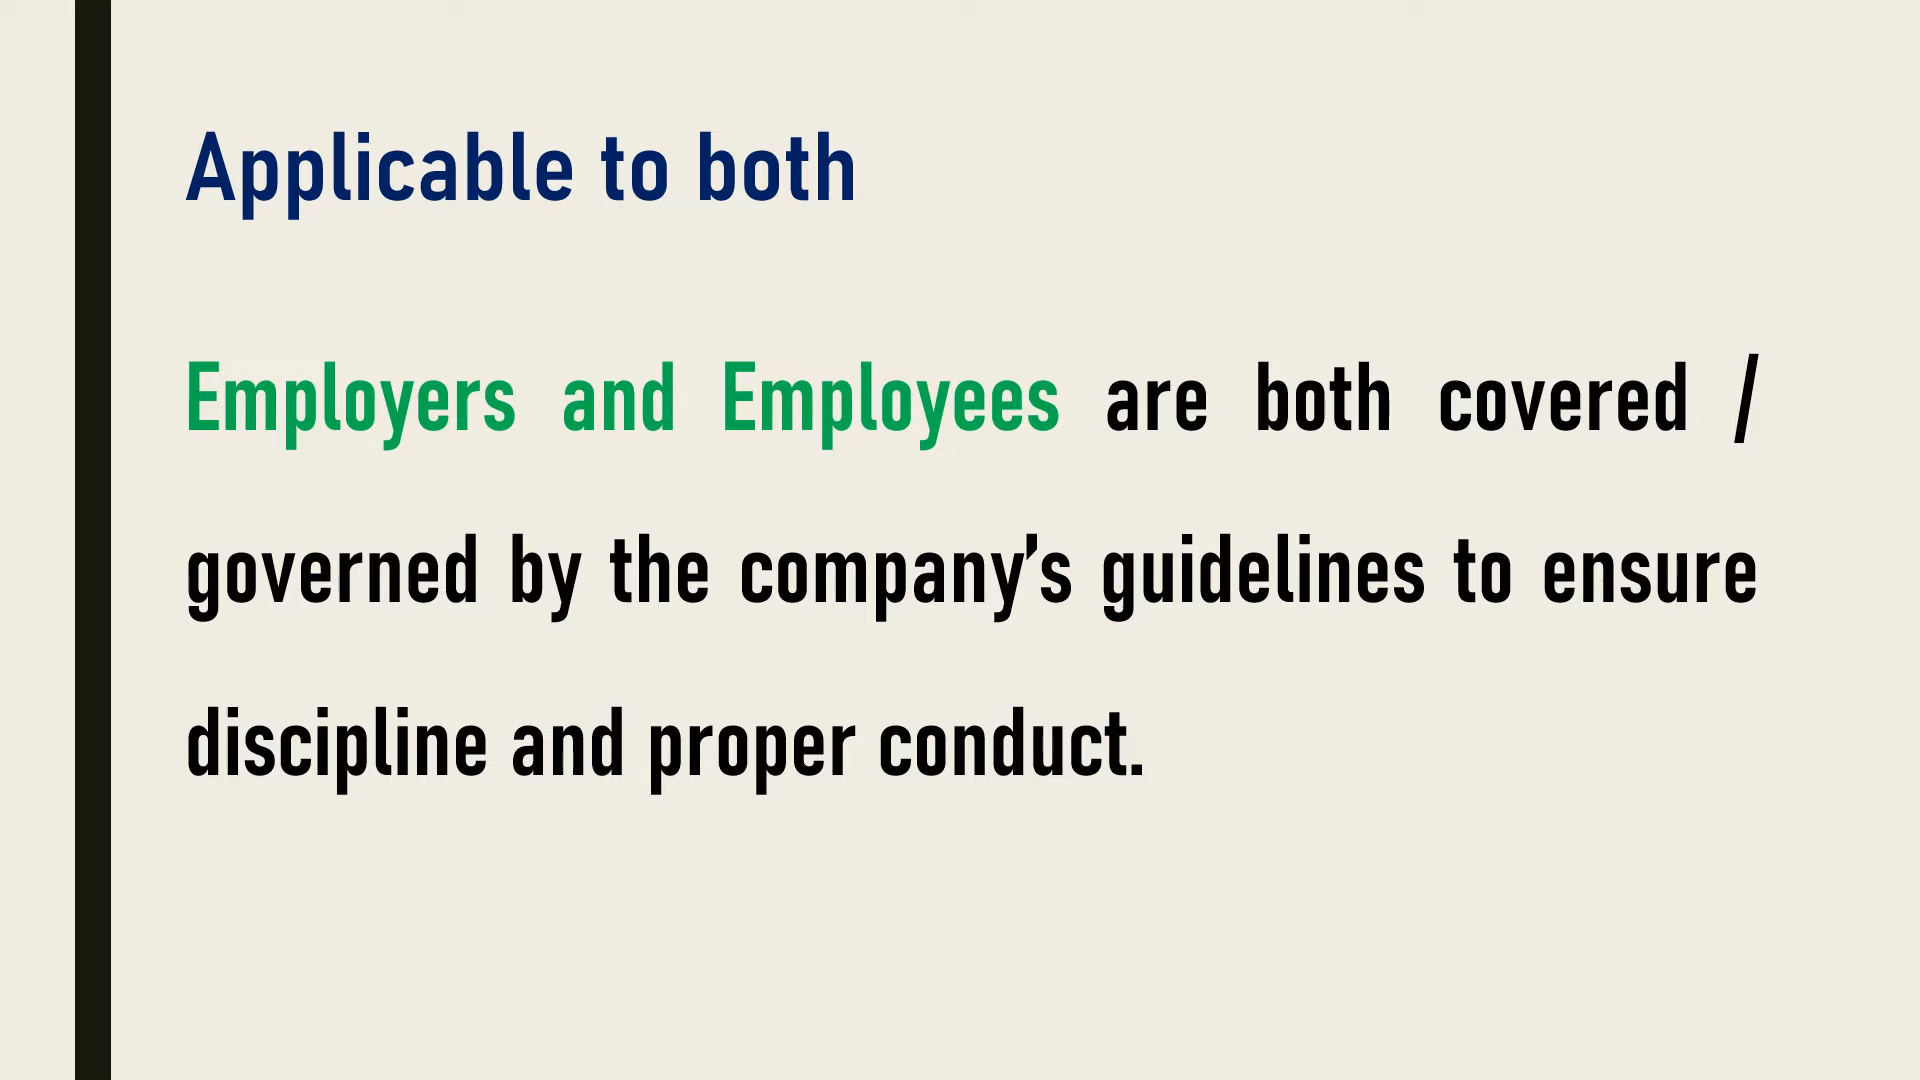 Applicable to both
Employers and Employees are both covered /
governed by the company’s guidelines to ensure
discipline and proper conduct.